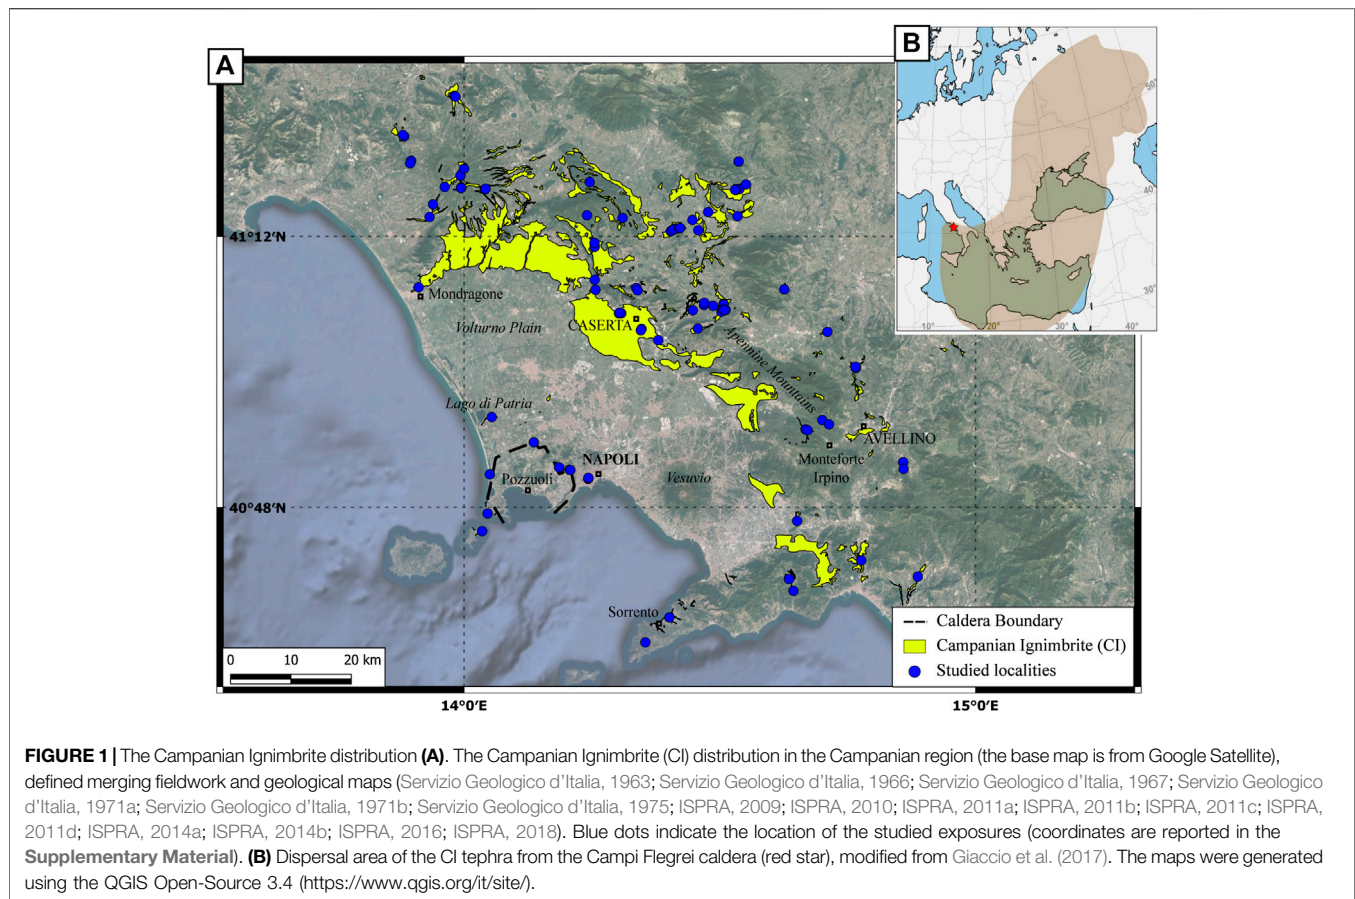 A
B
50°
40°
30°
10°
20°
30°
40°
41°12′N
Mondragone
Volturno Plain
CASERTA
Apennine Mountains
Lago di Patria
AVELLINO
NAPOLI
Monteforte
Irpino
Pozzuoli
Vesuvio
40°48′N
Sorrento
Caldera Boundary
Campanian Ignimbrite (CI)
Studied localities
0 10 20 km
14°0′E
15°0′E
FIGURE 1 | The Campanian Ignimbrite distribution (A). The Campanian Ignimbrite (CI) distribution in the Campanian region (the base map is from Google Satellite),
defined merging fieldwork and geological maps (Servizio Geologico d'Italia, 1963; Servizio Geologico d'Italia, 1966; Servizio Geologico d'Italia, 1967; Servizio Geologico
d'Italia, 1971a; Servizio Geologico d'Italia, 1971b; Servizio Geologico d'Italia, 1975; ISPRA, 2009; ISPRA, 2010; ISPRA, 2011a; ISPRA, 2011b; ISPRA, 2011c; ISPRA,
2011d; ISPRA, 2014a; ISPRA, 2014b; ISPRA, 2016; ISPRA, 2018). Blue dots indicate the location of the studied exposures (coordinates are reported in the
Supplementary Material). (B) Dispersal area of the CI tephra from the Campi Flegrei caldera (red star), modified from Giaccio et al. (2017). The maps were generated
using the QGIS Open-Source 3.4 (https://www.qgis.org/it/site/).